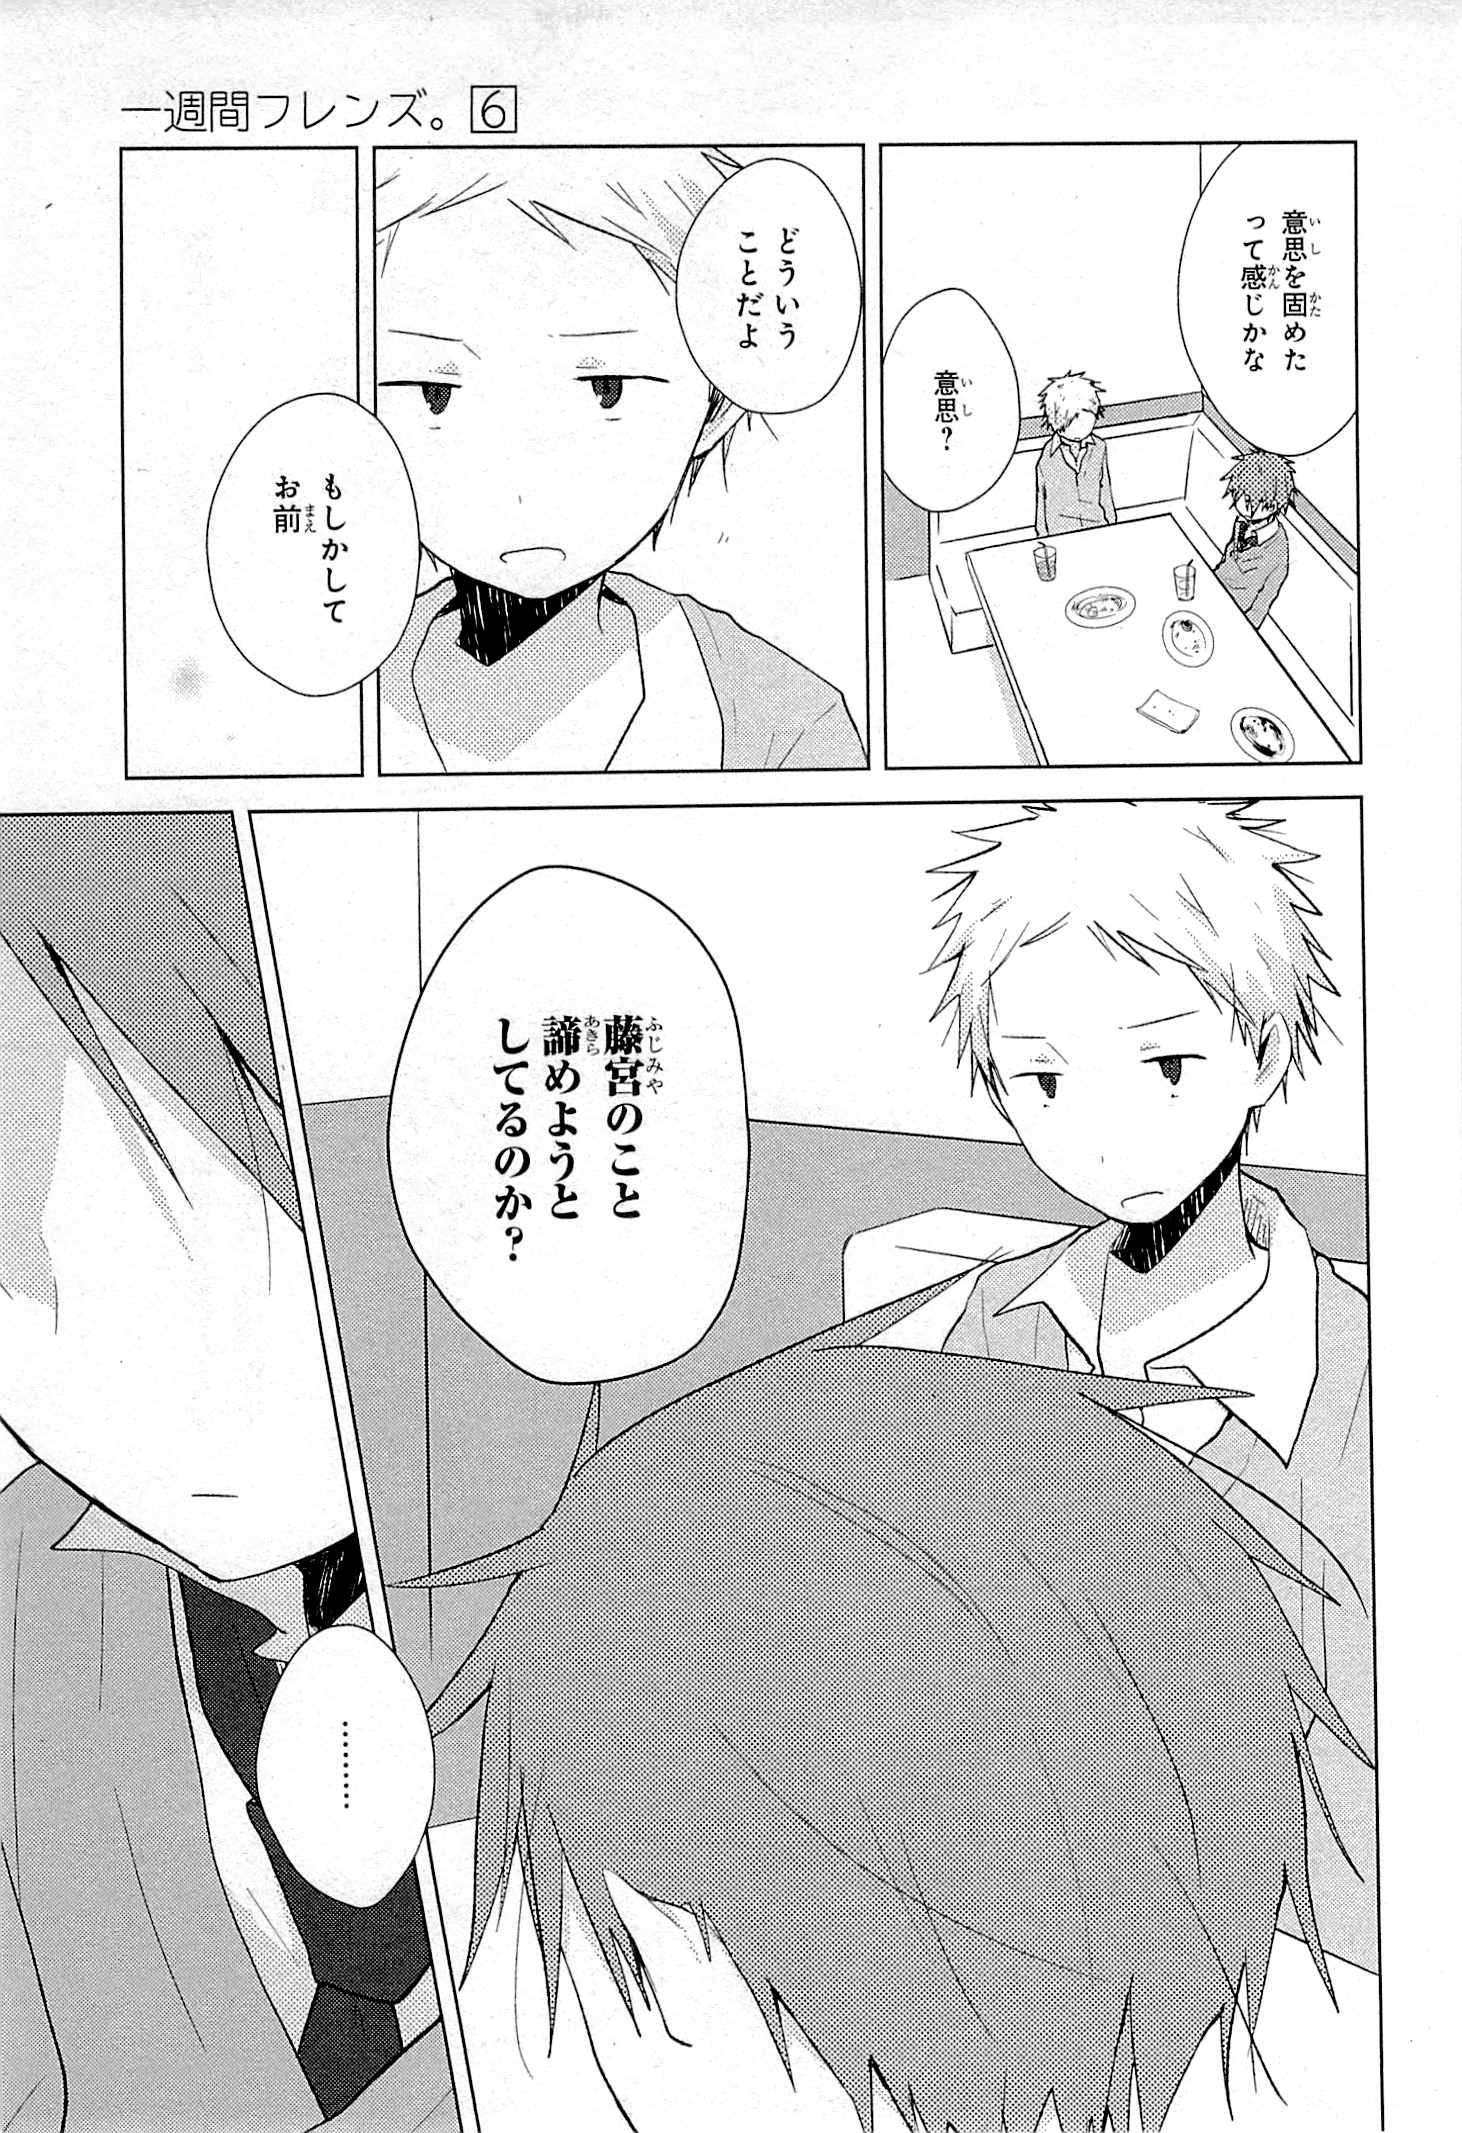 一週間フレンズ。6
意思を固めた
って感じかな
意思?
どういう
ことだよ
もしかして
お前
藤宮のこと
諦めようと
してるのか?
………